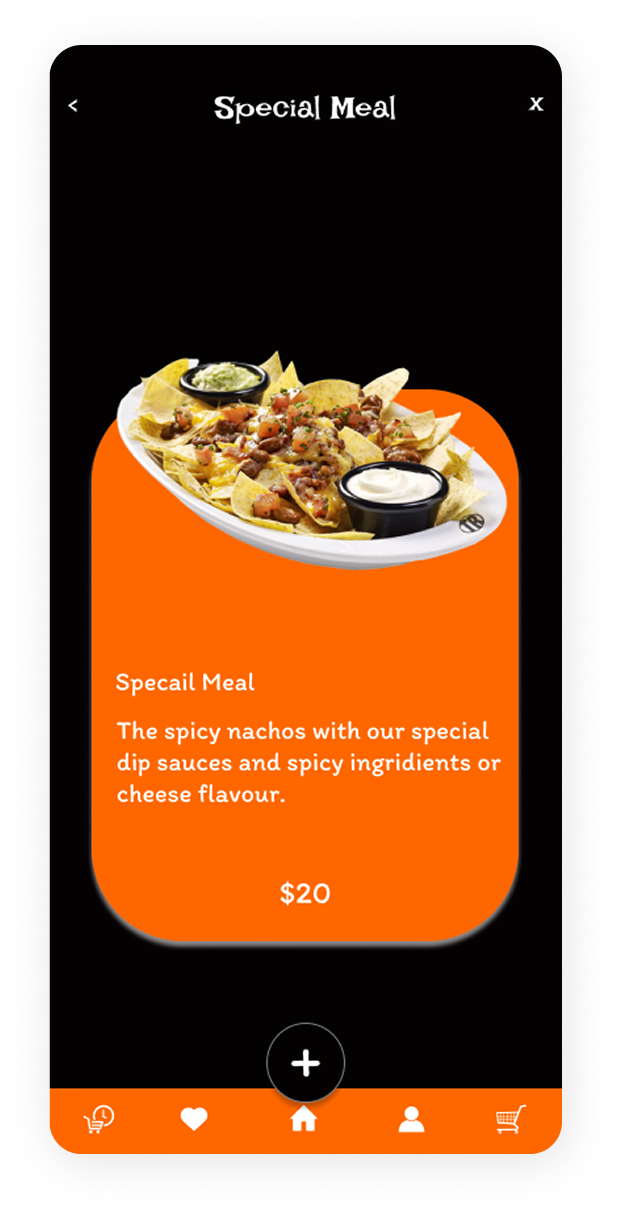 < Special Meal x
Specail Meal
The spicy nachos with our special
dip sauces and spicy ingridients or
cheese flavour.
$20